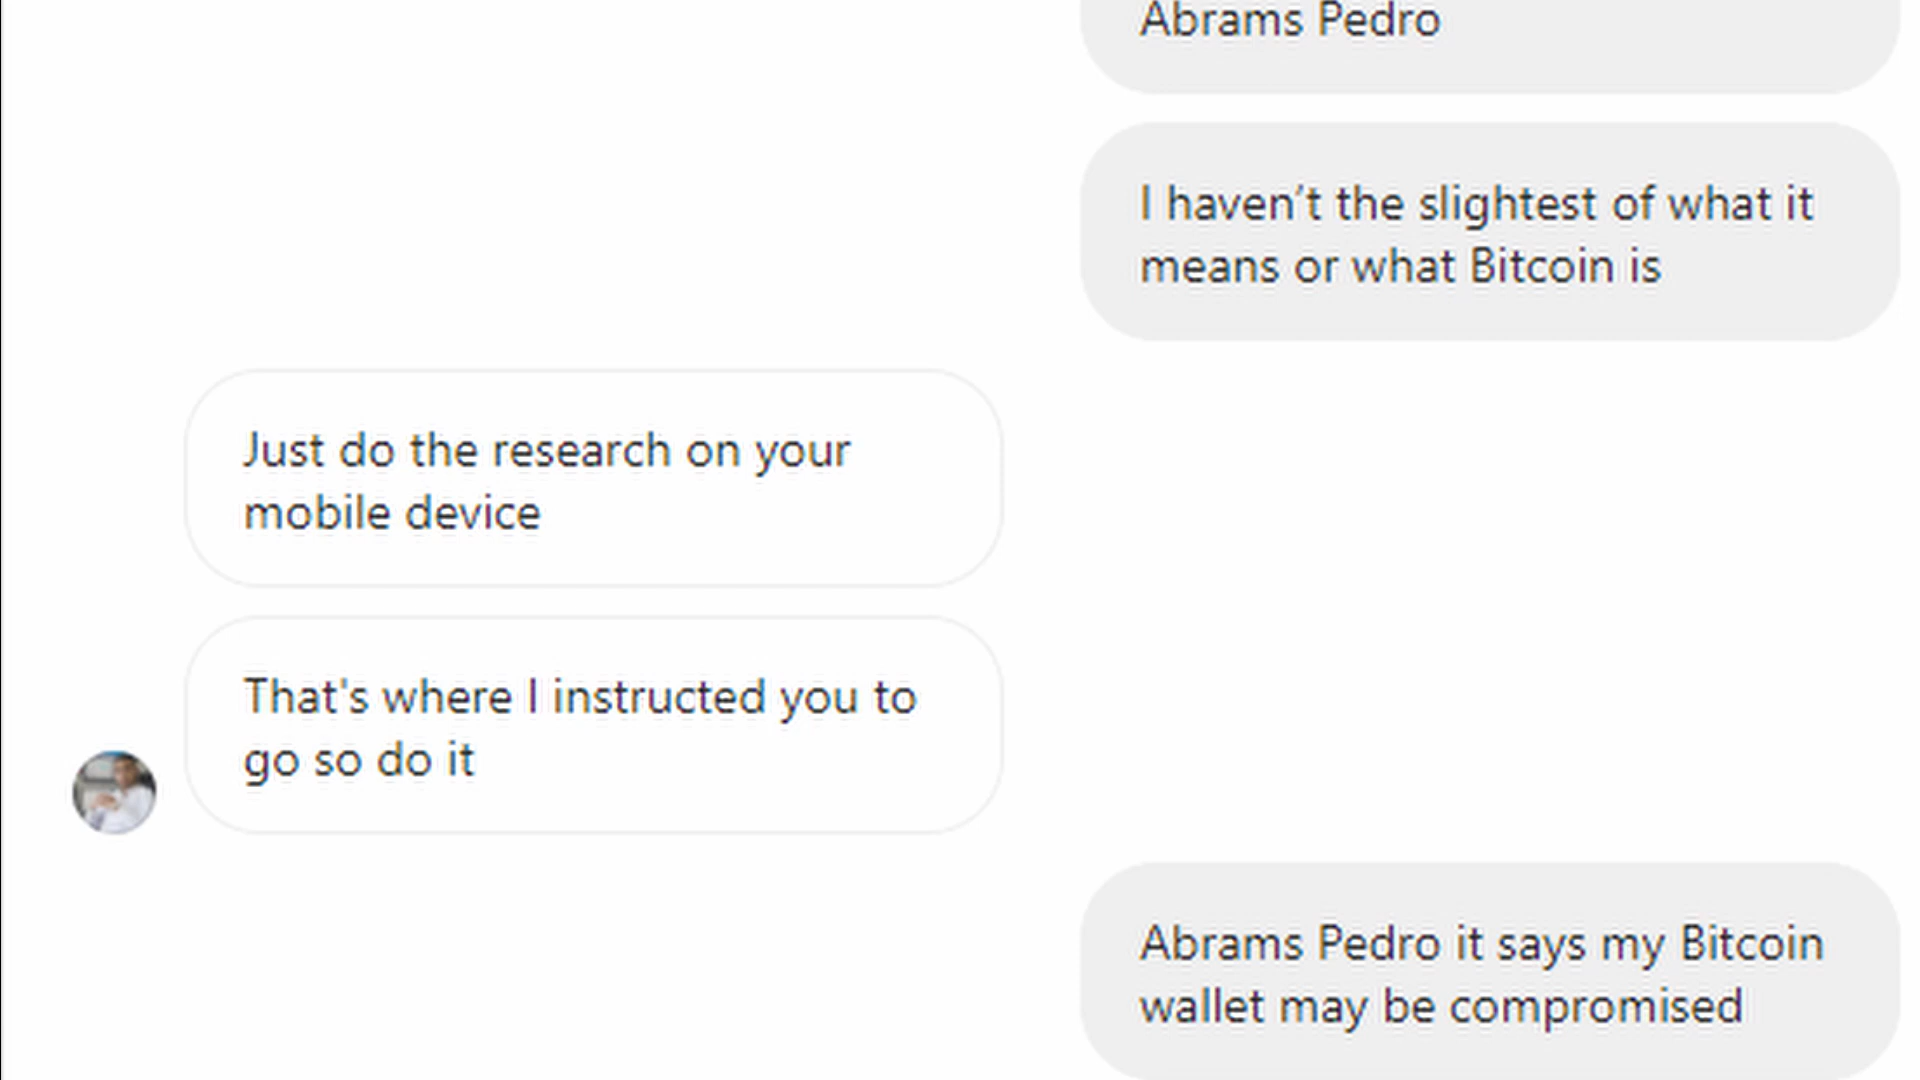 Abrams Pedro
I haven’t the slightest of what it
means or what Bitcoin is
Just do the research on your
mobile device
That's where I instructed you to
go so do it
Abrams Pedro it says my Bitcoin
wallet may be compromised